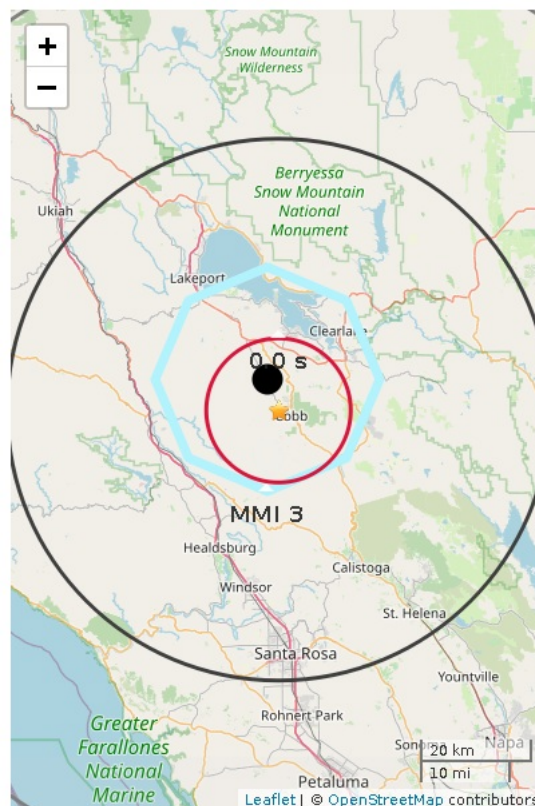 +
−
Snow Mountain
Wilderness
Berryessa
Snow Mountain
National
Monument
Ukiah
Lakeport
Clearlake
0.0 s
Cobb
MMI 3
Healdsburg
Calistoga
Windsor
St. Helena
Santa Rosa
Yountville
Rohnert Park
Greater
Farallones
National
Marine
Sonoma
Napa
20 km
10 mi
Petaluma
Leaflet | © OpenStreetMap contributors